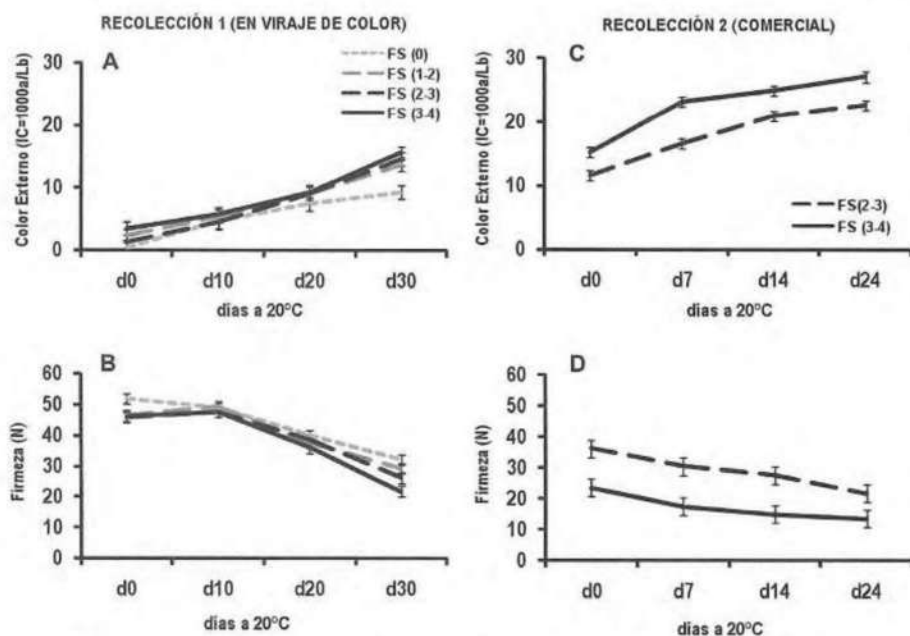 RECOLECCIÓN 1 (EN VIRAJE DE COLOR)
A
FS (0)
FS (1-2)
FS (2-3)
FS (3-4)
Color Externo (IC=1000a/Lb)
30
20
10
0
d0 d10 d20 d30
días a 20ºC
RECOLECCIÓN 2 (COMERCIAL)
C
Color Externo (IC=1000a/Lb)
30
20
10
0
FS(2-3)
FS (3-4)
d0 d7 d14 d24
días a 20ºC
B
Firmeza (N)
60
50
40
30
20
10
0
d0 d10 d20 d30
días a 20ºC
D
Firmeza (N)
60
50
40
30
20
10
0
d0 d7 d14 d24
días a 20ºC